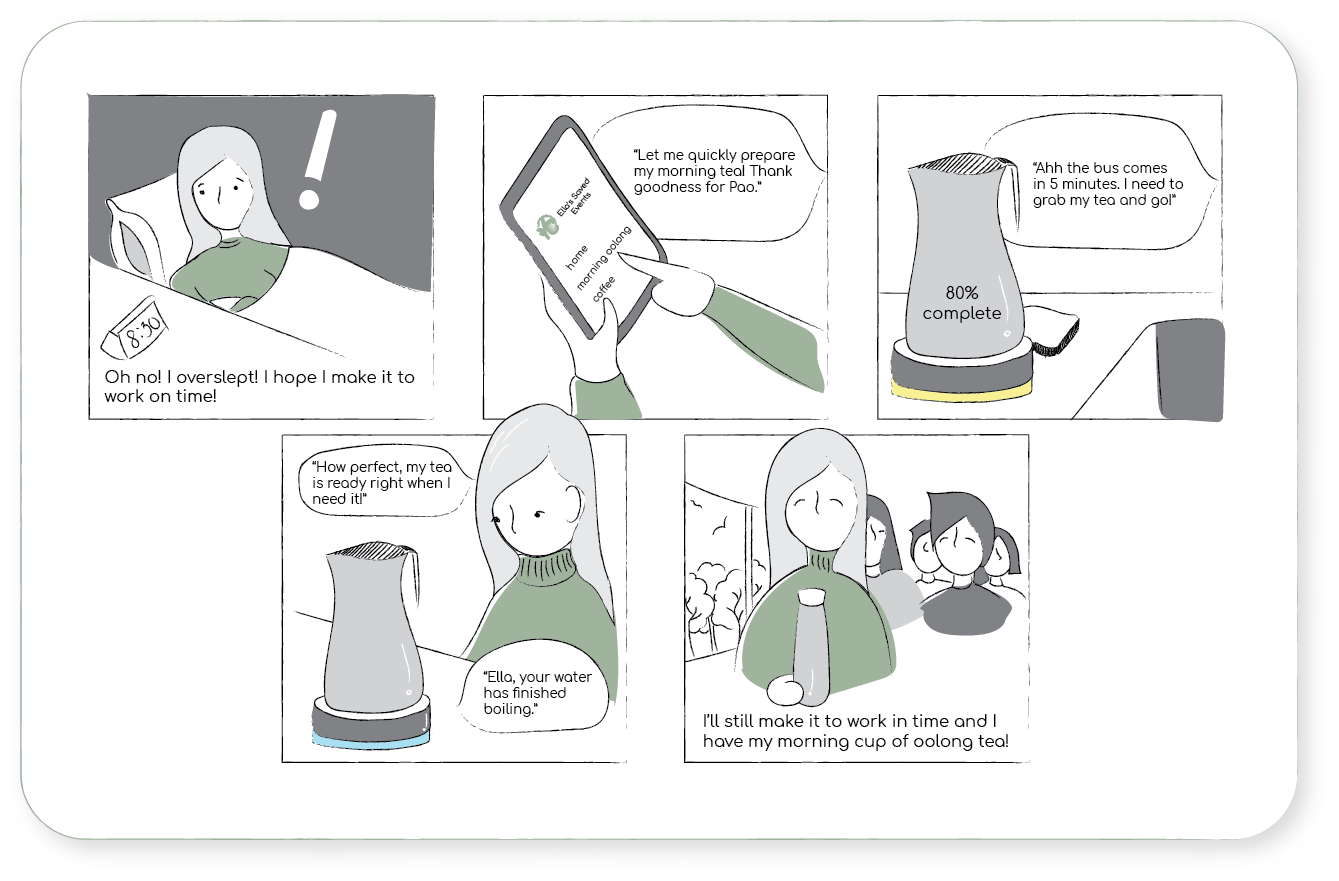 8:30
Oh no! I overslept! I hope I make it to
work on time!
Ella's Saved
Events
home
morning oolong
coffee
“Let me quickly prepare
my morning tea! Thank
goodness for Pao.”
“Ahh the bus comes
in 5 minutes. I need to
grab my tea and go!”
80%
complete
“How perfect, my tea
is ready right when I
need it!”
“Ella, your water
has finished
boiling.”
I'll still make it to work in time and I
have my morning cup of oolong tea!